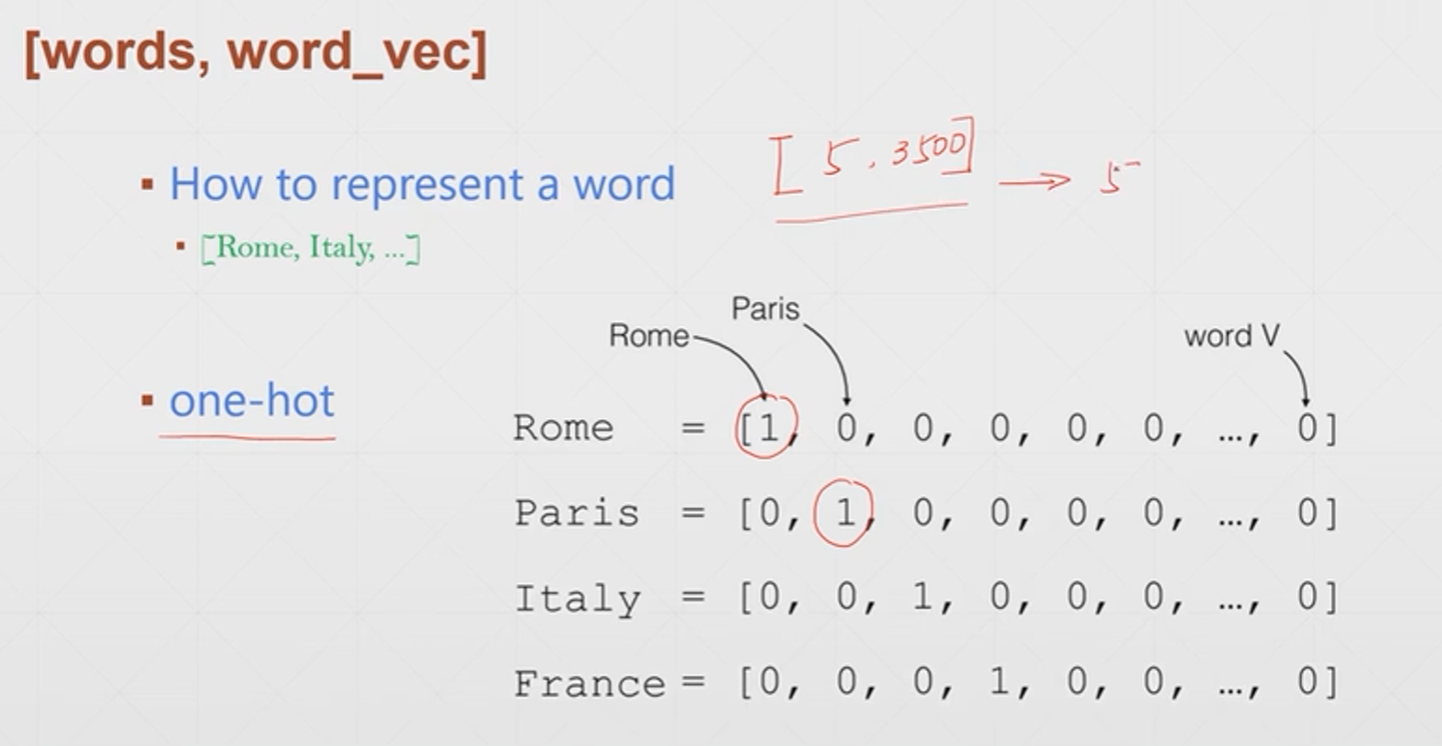 [words, word_vec]
▪ How to represent a word
[ 5 . 3500] → 5
▪ [Rome, Italy, ...]
Paris
Rome
word V
▪ one-hot
Rome = [1, 0, 0, 0, 0, 0, …, 0]
Paris = [0, 1, 0, 0, 0, 0, …, 0]
Italy = [0, 0, 1, 0, 0, 0, …, 0]
France = [0, 0, 0, 1, 0, 0, …, 0]